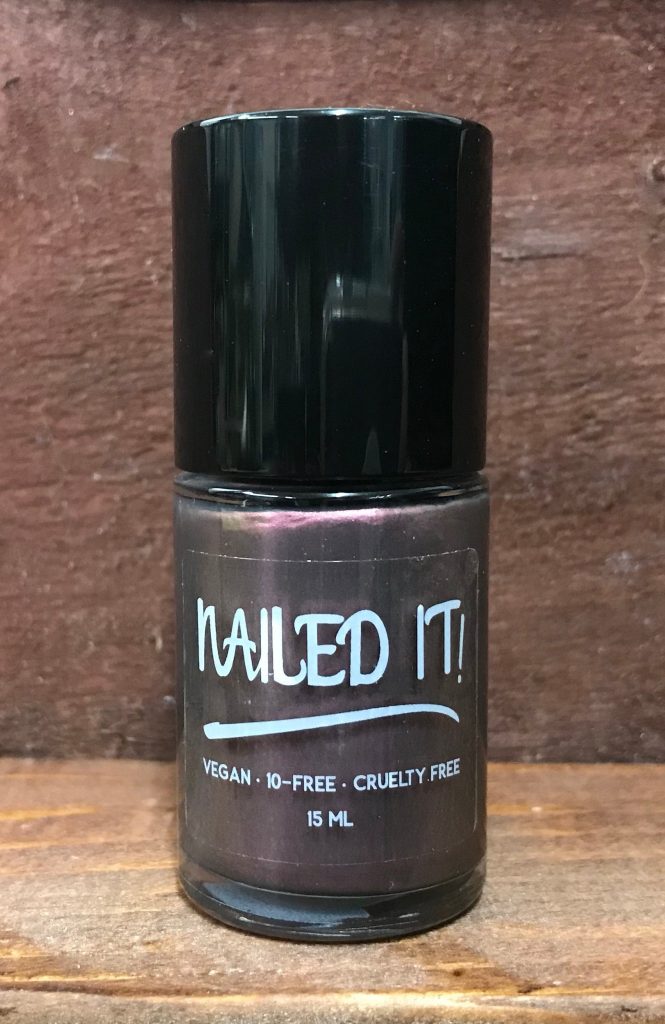 NAILED IT!
VEGAN · 10-FREE · CRUELTY FREE
15 ML